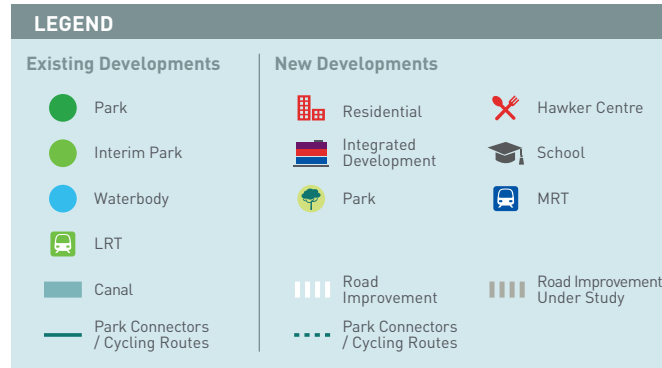 LEGEND
Existing Developments
Park
Interim Park
Waterbody
LRT
Canal
Park Connectors
/ Cycling Routes
New Developments
Residential
Integrated
Development
Park
Road
Improvement
Park Connectors
/ Cycling Routes
Hawker Centre
School
MRT
Road Improvement
Under Study